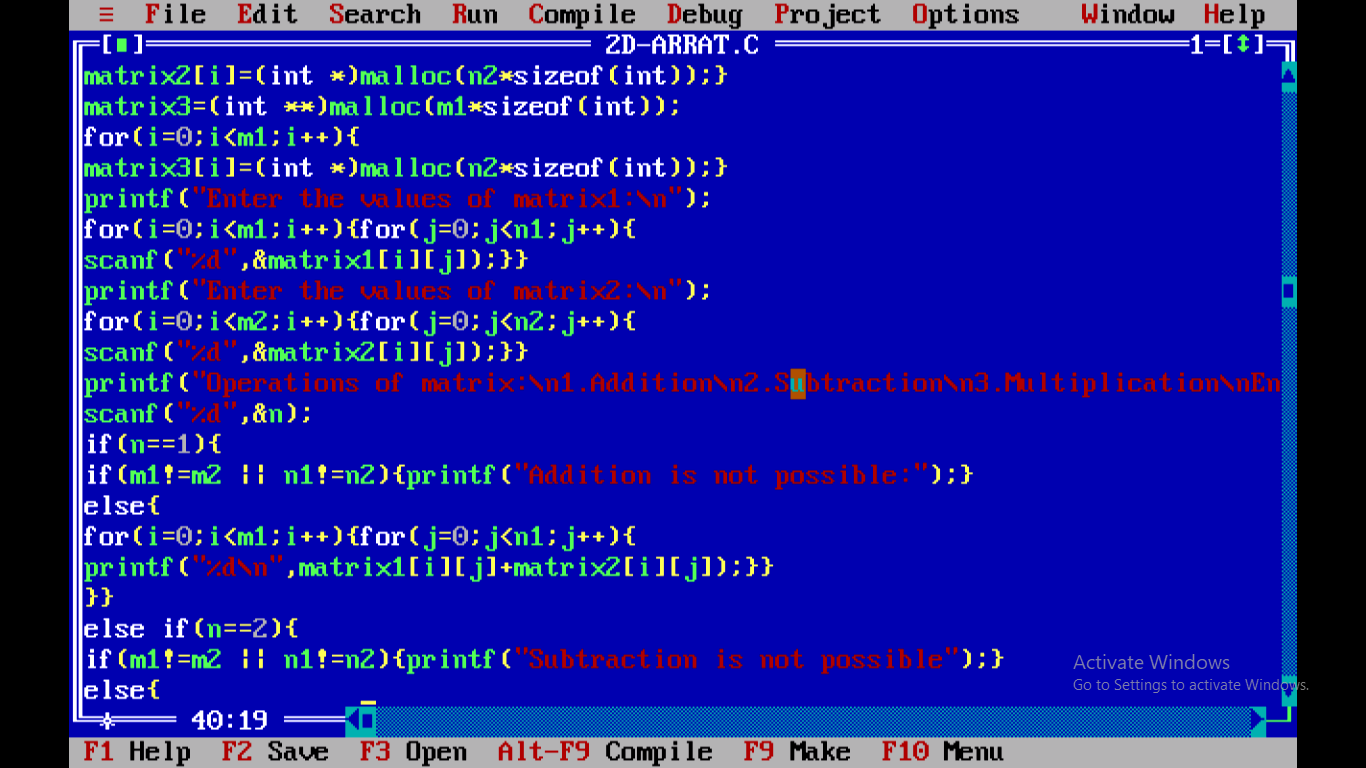 ≡ File Edit Search Run Compile Debug Project Options Window Help
[■] 2D-ARRAT.C 1=[↕]
matrix2[i]=(int *)malloc(n2*sizeof(int));}
matrix3=(int **)malloc(m1*sizeof(int));
for(i=0;i<m1;i++){
matrix3[i]=(int *)malloc(n2*sizeof(int));}
printf("Enter the values of matrix1:\n");
for(i=0;i<m1;i++){for(j=0;j<n1;j++){
scanf("%d",&matrix1[i][j]);}}
printf("Enter the values of matrix2:\n");
for(i=0;i<m2;i++){for(j=0;j<n2;j++){
scanf("%d",&matrix2[i][j]);}}
printf("Operations of matrix:\n1.Addition\n2.Subtraction\n3.Multiplication\nEn
scanf("%d",&n);
if(n==1){
if(m1!=m2 || n1!=n2){printf("Addition is not possible:");}
else{
for(i=0;i<m1;i++){for(j=0;j<n1;j++){
printf("%d\n",matrix1[i][j]+matrix2[i][j]);}}
}}
else if(n==2){
if(m1!=m2 || n1!=n2){printf("Subtraction is not possible");}
else{
Activate Windows
Go to Settings to activate Windows.
40:19
F1 Help F2 Save F3 Open Alt-F9 Compile F9 Make F10 Menu